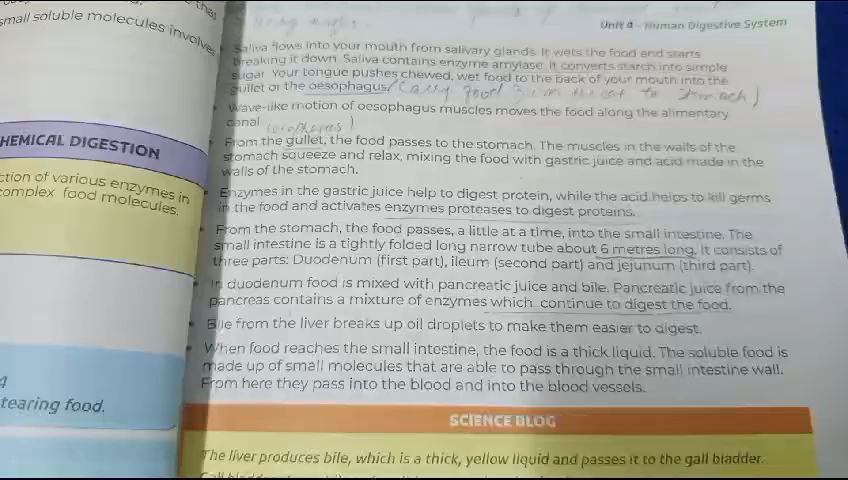 small soluble molecules involve
CHEMICAL DIGESTION
ction of various enzymes in
complex food molecules.
4
tearing food.
Unit 4 - Human Digestive System
Saliva flows into your mouth from salivary glands. It wets the food and starts
breaking it down. Saliva contains enzyme amylase. It converts starch into simple
sugar. Your tongue pushes chewed, wet food to the back of your mouth into the
gullet or the oesophagus (carry food to stomach)
Wave-like motion of oesophagus muscles moves the food along the alimentary
canal.
From the gullet, the food passes to the stomach. The muscles in the walls of the
stomach squeeze and relax, mixing the food with gastric juice and acid made in the
walls of the stomach.
Enzymes in the gastric juice help to digest protein, while the acid helps to kill germs
in the food and activates enzymes proteases to digest proteins.
From the stomach, the food passes, a little at a time, into the small intestine. The
small intestine is a tightly folded long narrow tube about 6 metres long. It consists of
three parts: Duodenum (first part), ileum (second part) and jejunum (third part).
In duodenum food is mixed with pancreatic juice and bile. Pancreatic juice from the
pancreas contains a mixture of enzymes which continue to digest the food.
Bile from the liver breaks up oil droplets to make them easier to digest.
When food reaches the small intestine, the food is a thick liquid. The soluble food is
made up of small molecules that are able to pass through the small intestine wall.
From here they pass into the blood and into the blood vessels.
SCIENCE BLOG
The liver produces bile, which is a thick, yellow liquid and passes it to the gall bladder.